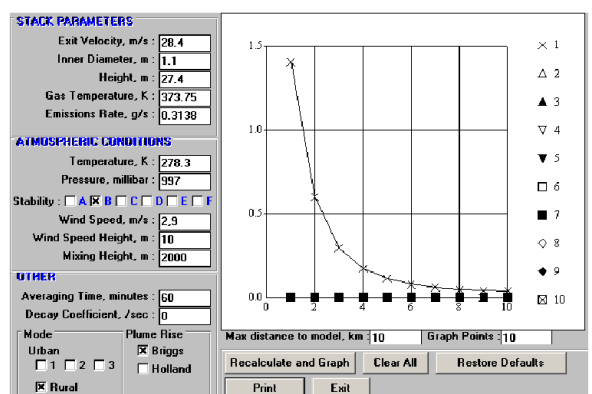 STACK PARAMETERS
Exit Velocity, m/s : 28.4
Inner Diameter, m : 1.1
Height, m : 27.4
Gas Temperature, K : 373.75
Emissions Rate, g/s : 0.3138
ATMOSPHERIC CONDITIONS
Temperature, K : 278.3
Pressure, millibar : 997
Stability : A B C D E F
Wind Speed, m/s : 2,9
Wind Speed Height, m : 10
Mixing Height, m : 2000
OTHER
Averaging Time, minutes : 60
Decay Coefficient, /sec : 0
Mode
Urban
1 2 3
Rural
Plume Rise
Briggs
Holland
1.5
1.0
0.5
0.0
0 2 4 6 8 10
1
2
3
4
5
6
7
8
9
10
Max distance to model, km : 10 Graph Points : 10
Recalculate and Graph Clear All Restore Defaults
Print Exit